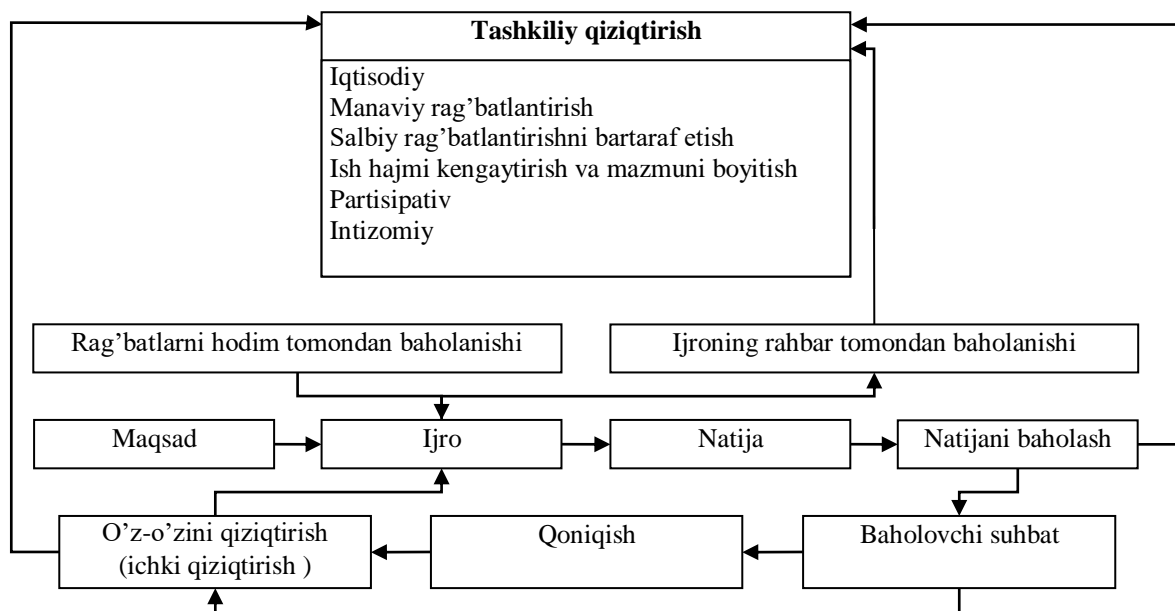 Tashkiliy qiziqtirish
Iqtisodiy
Manaviy rag’batlantirish
Salbiy rag’batlantirishni bartaraf etish
Ish hajmi kengaytirish va mazmuni boyitish
Partisipativ
Intizomiy
Rag’batlarni hodim tomondan baholanishi
Ijroning rahbar tomondan baholanishi
Maqsad
Ijro
Natija
Natijani baholash
O’z-o’zini qiziqtirish
(ichki qiziqtirish )
Qoniqish
Baholovchi suhbat